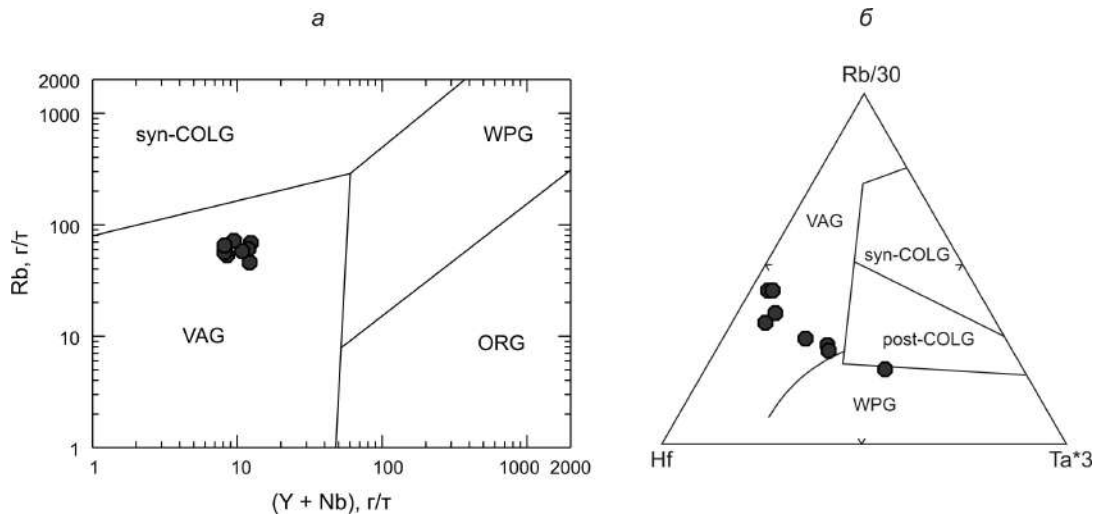 а
б
2000
1000
100
10
1
Rb, г/т
syn-COLG
WPG
VAG
ORG
1
10
100
1000
2000
(Y + Nb), г/т
Rb/30
VAG
syn-COLG
post-COLG
WPG
Hf
Ta*3